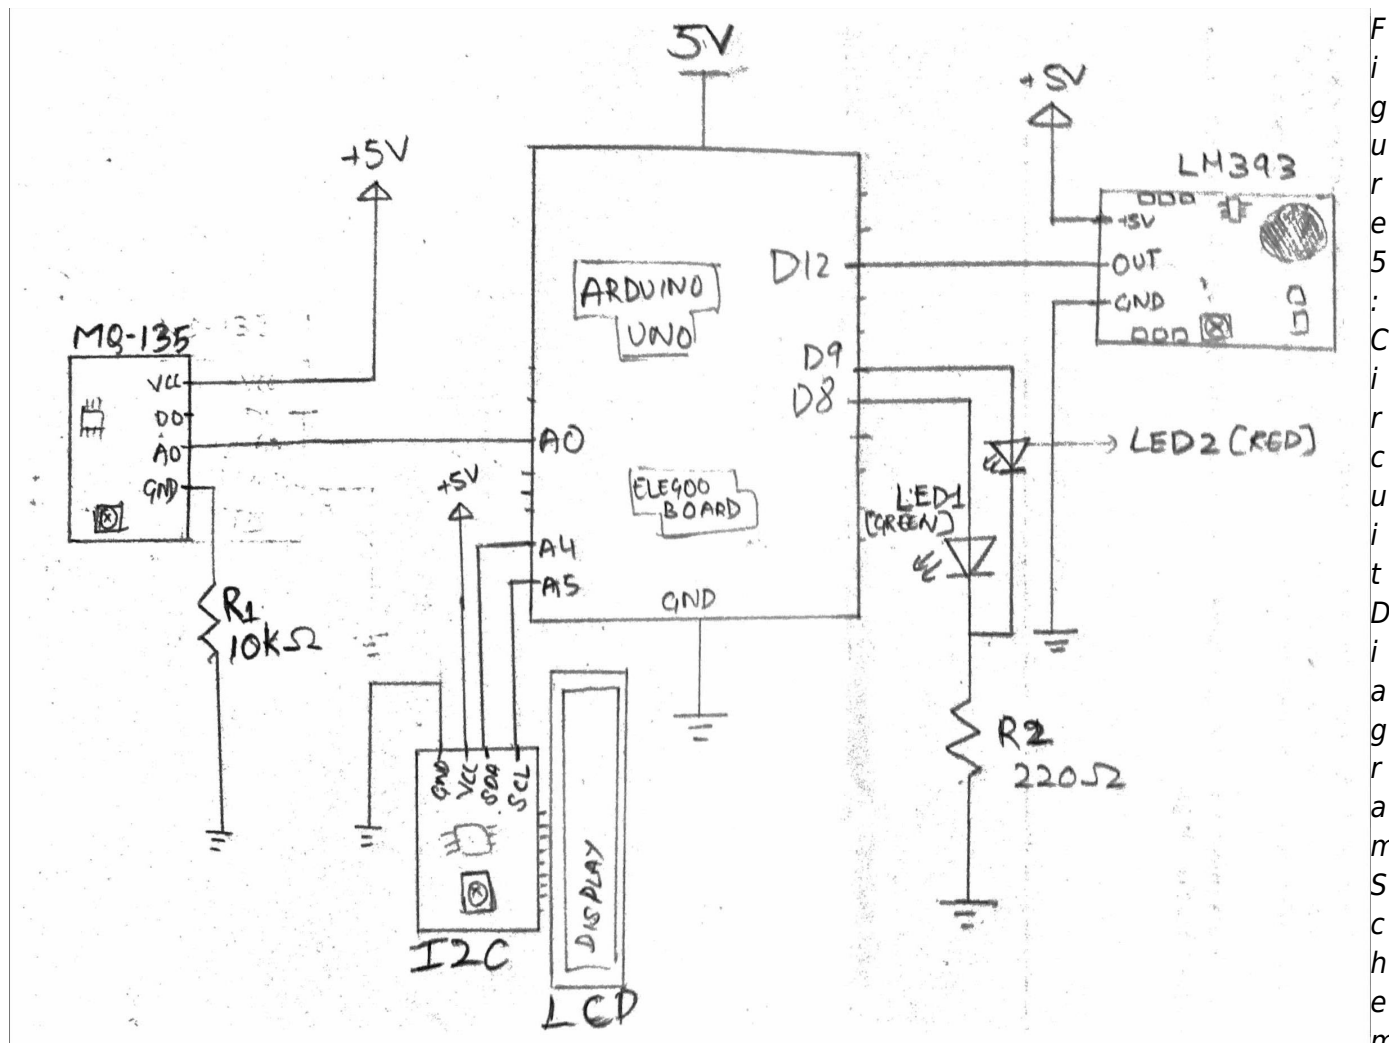 5V
+5V
+5V
LM393
+5V
OUT
GND
D12
ARDUINO
UNO
MQ-135
VCC
DO
AO
GND
D9
D8
A0
LED2 (RED)
+5V
ELEGOO
BOARD
LED1
(GREEN)
A4
A5
GND
R1
10kΩ
R2
220Ω
GND
VCC
SDA
SCL
DISPLAY
I2C
LCD
Figure 5: Circuit Diagram Schem